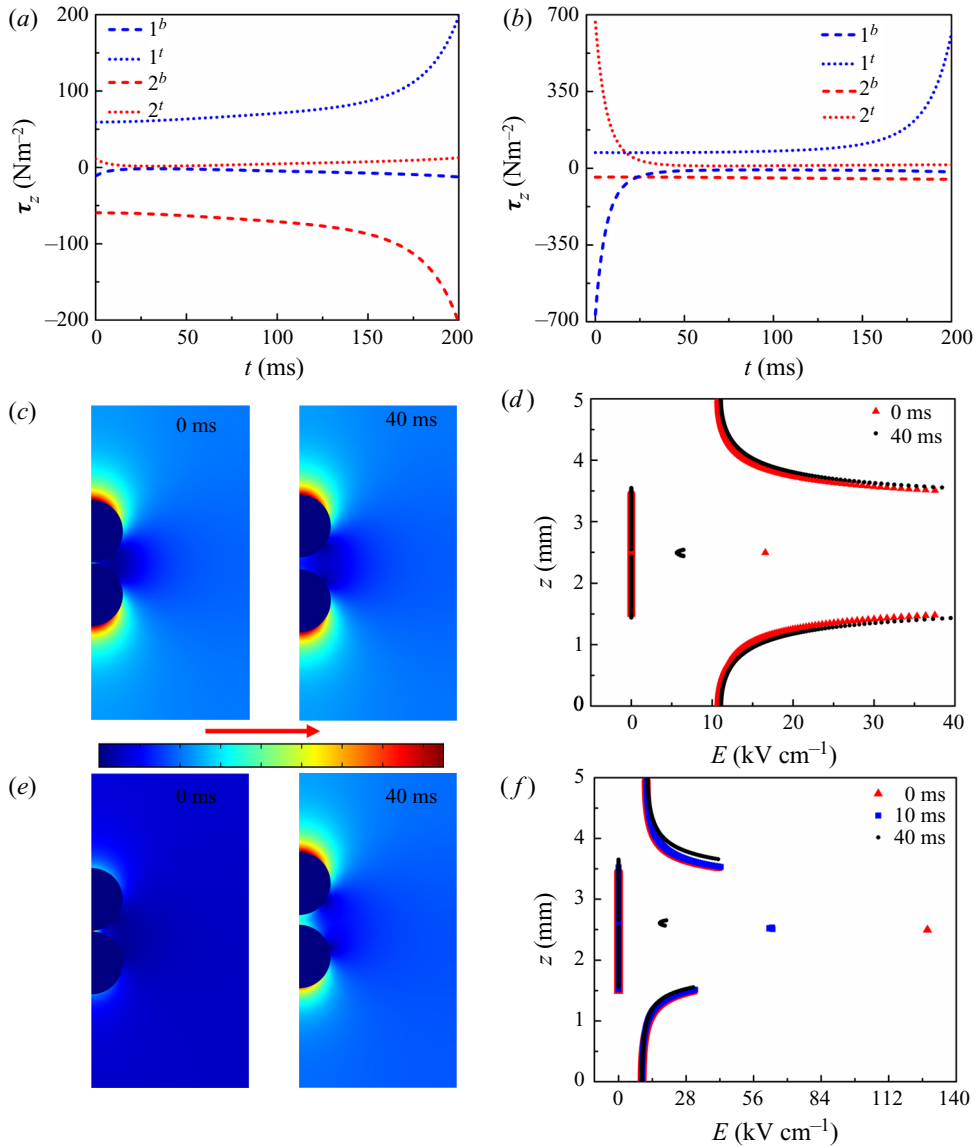 (a)
200
100
0
–100
–200
τz (Nm–2)
1b
1t
2b
2t
0
50
100
150
200
t (ms)
(b)
700
350
0
–350
–700
τz (Nm–2)
1b
1t
2b
2t
0
50
100
150
200
t (ms)
(c)
0 ms
40 ms
(d)
5
4
3
2
1
0
z (mm)
0 ms
40 ms
0
10
20
30
40
E (kV cm–1)
(e)
0 ms
40 ms
(f)
5
4
3
2
1
0
z (mm)
0 ms
10 ms
40 ms
0
28
56
84
112
140
E (kV cm–1)